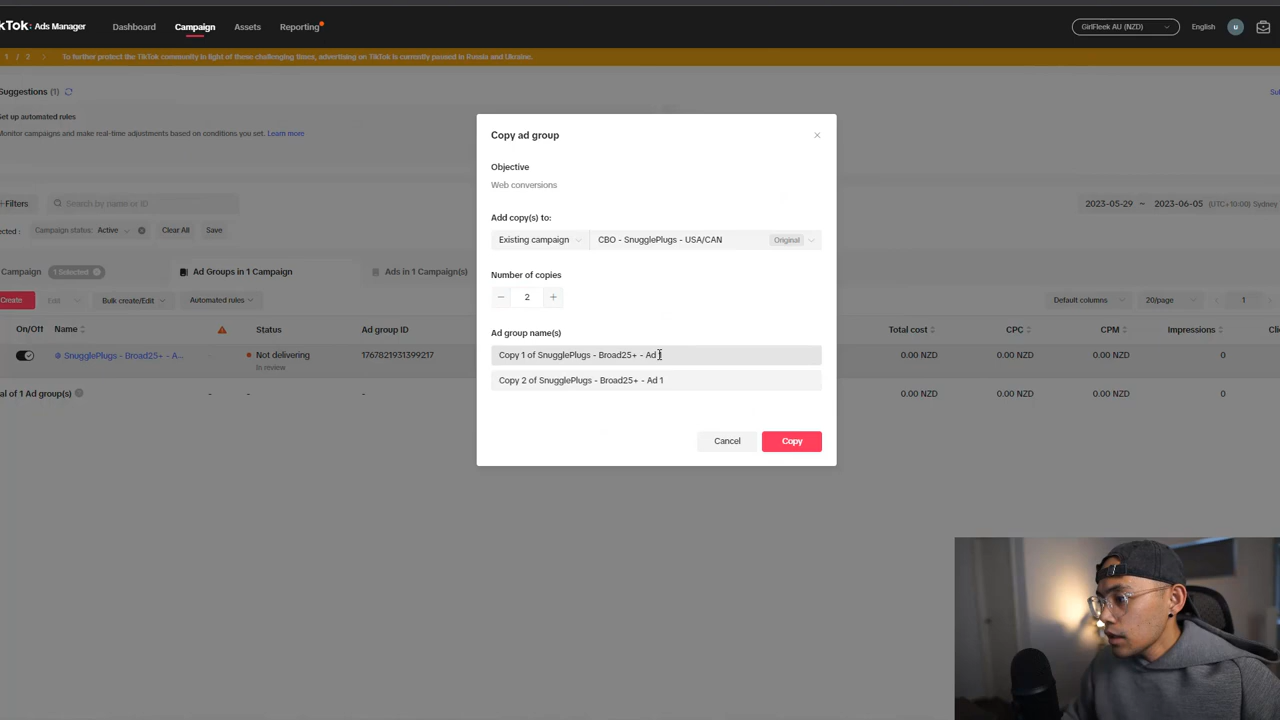 kTok: Ads Manager Dashboard Campaign Assets Reporting GirlFleek AU (NZD) English u
1 / 2 > To further protect the TikTok community in light of these challenging times, advertising on TikTok is currently paused in Russia and Ukraine.
Suggestions (1)
Set up automated rules
Monitor campaigns and make real-time adjustments based on conditions you set. Learn more
Copy ad group
Objective
Web conversions
+Filters Search by name or ID 2023-05-29 ~ 2023-06-05 (UTC+10:00) Sydney
Add copy(s) to:
ected : Campaign status: Active Clear All Save
Existing campaign CBO - SnugglePlugs - USA/CAN Original
Campaign 1 Selected Ad Groups in 1 Campaign Ads in 1 Campaign(s)
Number of copies
2
Create Edit Bulk create/Edit Automated rules Default columns 20/page 1
On/Off Name Status Ad group ID Total cost CPC CPM Impressions
Ad group name(s)
SnugglePlugs - Broad25+ - A... - Not delivering 1767821931399217 0.00 NZD 0.00 NZD 0.00 NZD 0
In review
Copy 1 of SnugglePlugs - Broad25+ - Ad
Copy 2 of SnugglePlugs - Broad25+ - Ad 1
al of 1 Ad group(s) - - 0.00 NZD 0.00 NZD 0.00 NZD 0
Cancel Copy